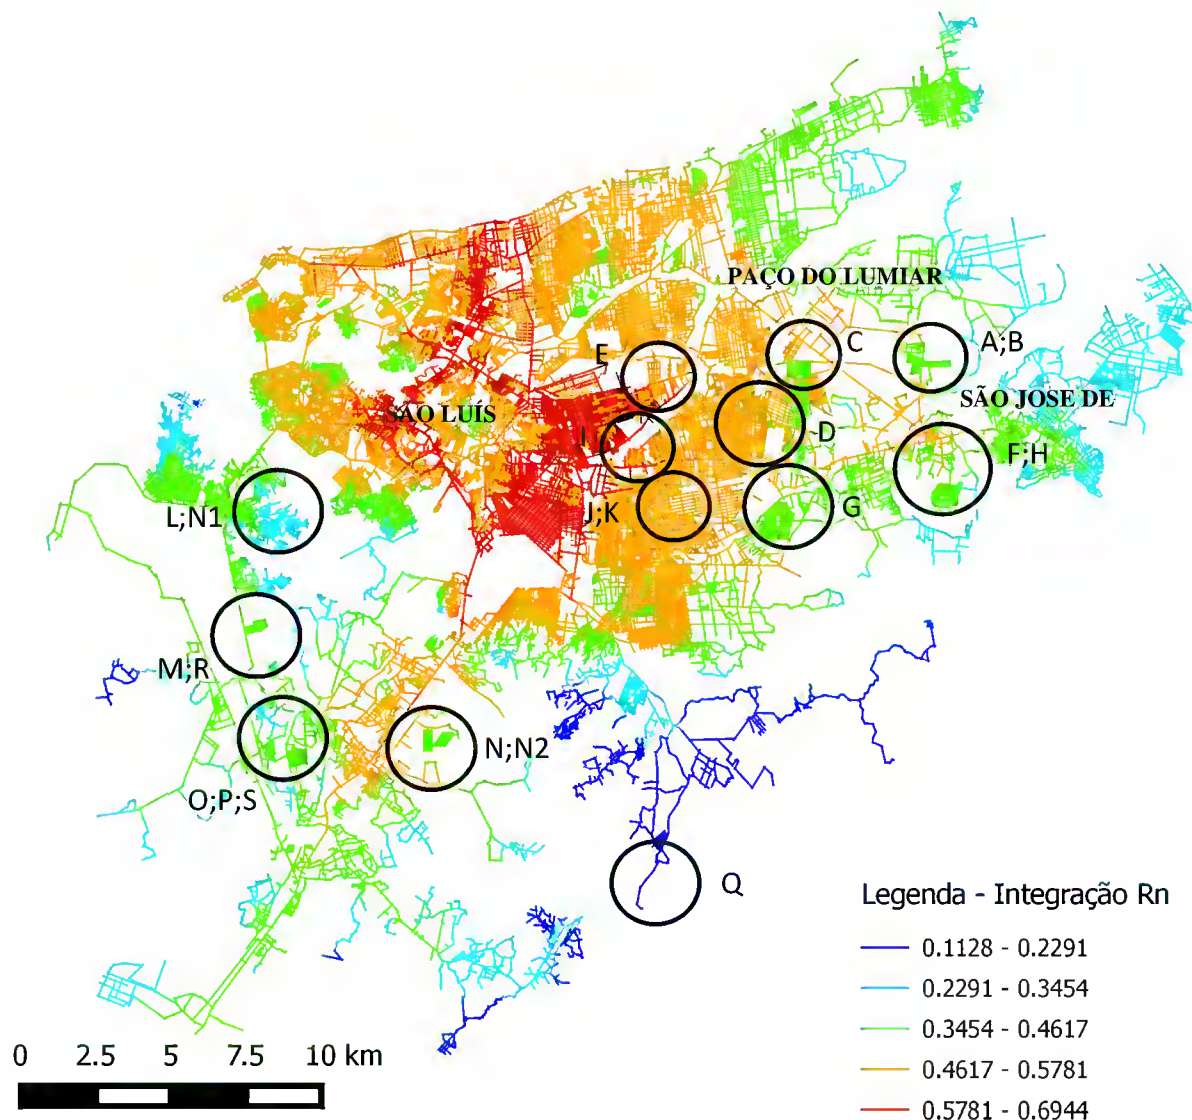 PAÇO DO LUMIAR
E
C
A;B
SÃO JOSE DE
SÃO LUÍS
I
D
F;H
L;N1
J;K
G
M;R
N;N2
O;P;S
Q
Legenda - Integração Rn
0.1128 - 0.2291
0.2291 - 0.3454
0.3454 - 0.4617
0.4617 - 0.5781
0.5781 - 0.6944
0 2.5 5 7.5 10 km